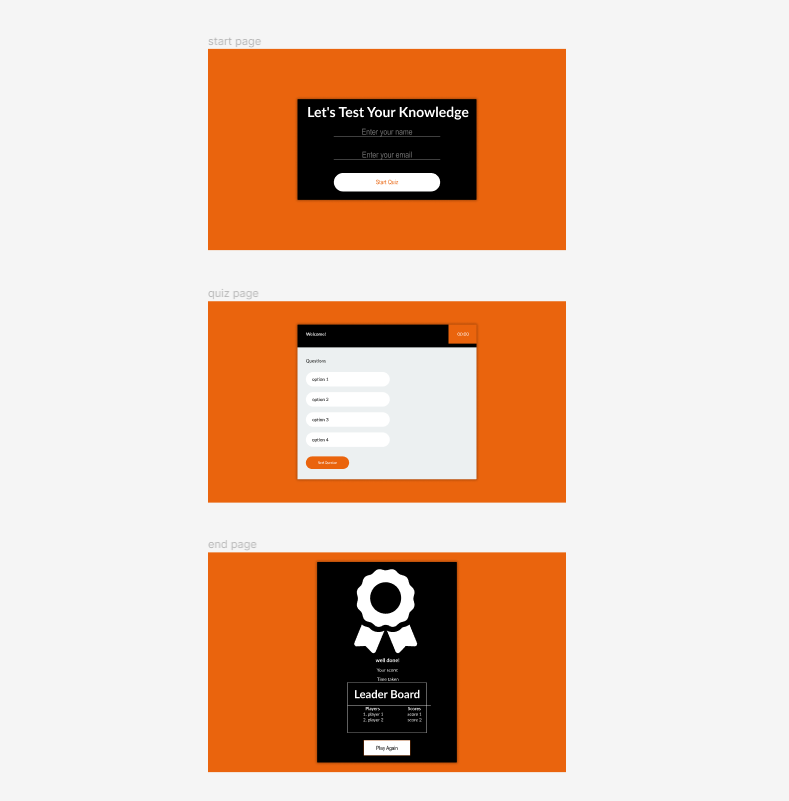 start page
Let's Test Your Knowledge
Enter your name
Enter your email
Start Quiz
quiz page
Welcome!
00:00
Questions
option 1
option 2
option 3
option 4
end page
well done!
Your score
Time taken
Leader Board
Players Scores
1. player 1 score 1
2. player 2 score 2
Play Again